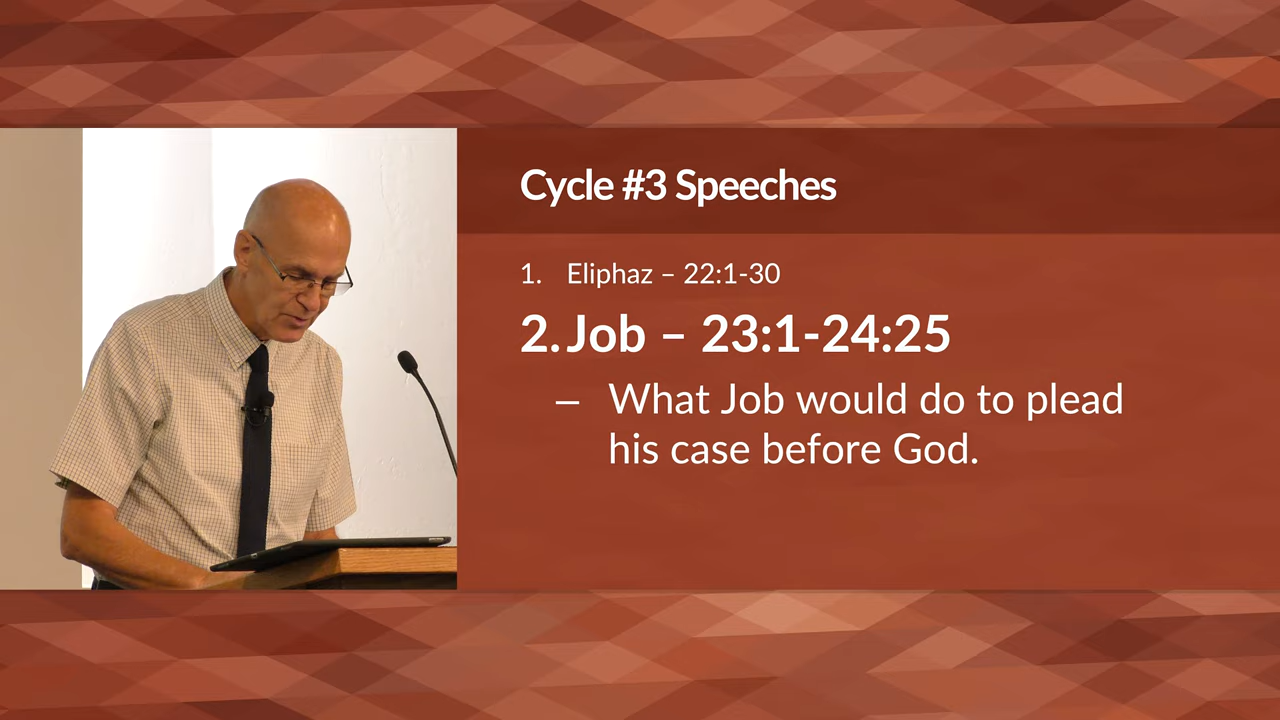 Cycle #3 Speeches
1. Eliphaz – 22:1-30
2. Job – 23:1-24:25
– What Job would do to plead
his case before God.